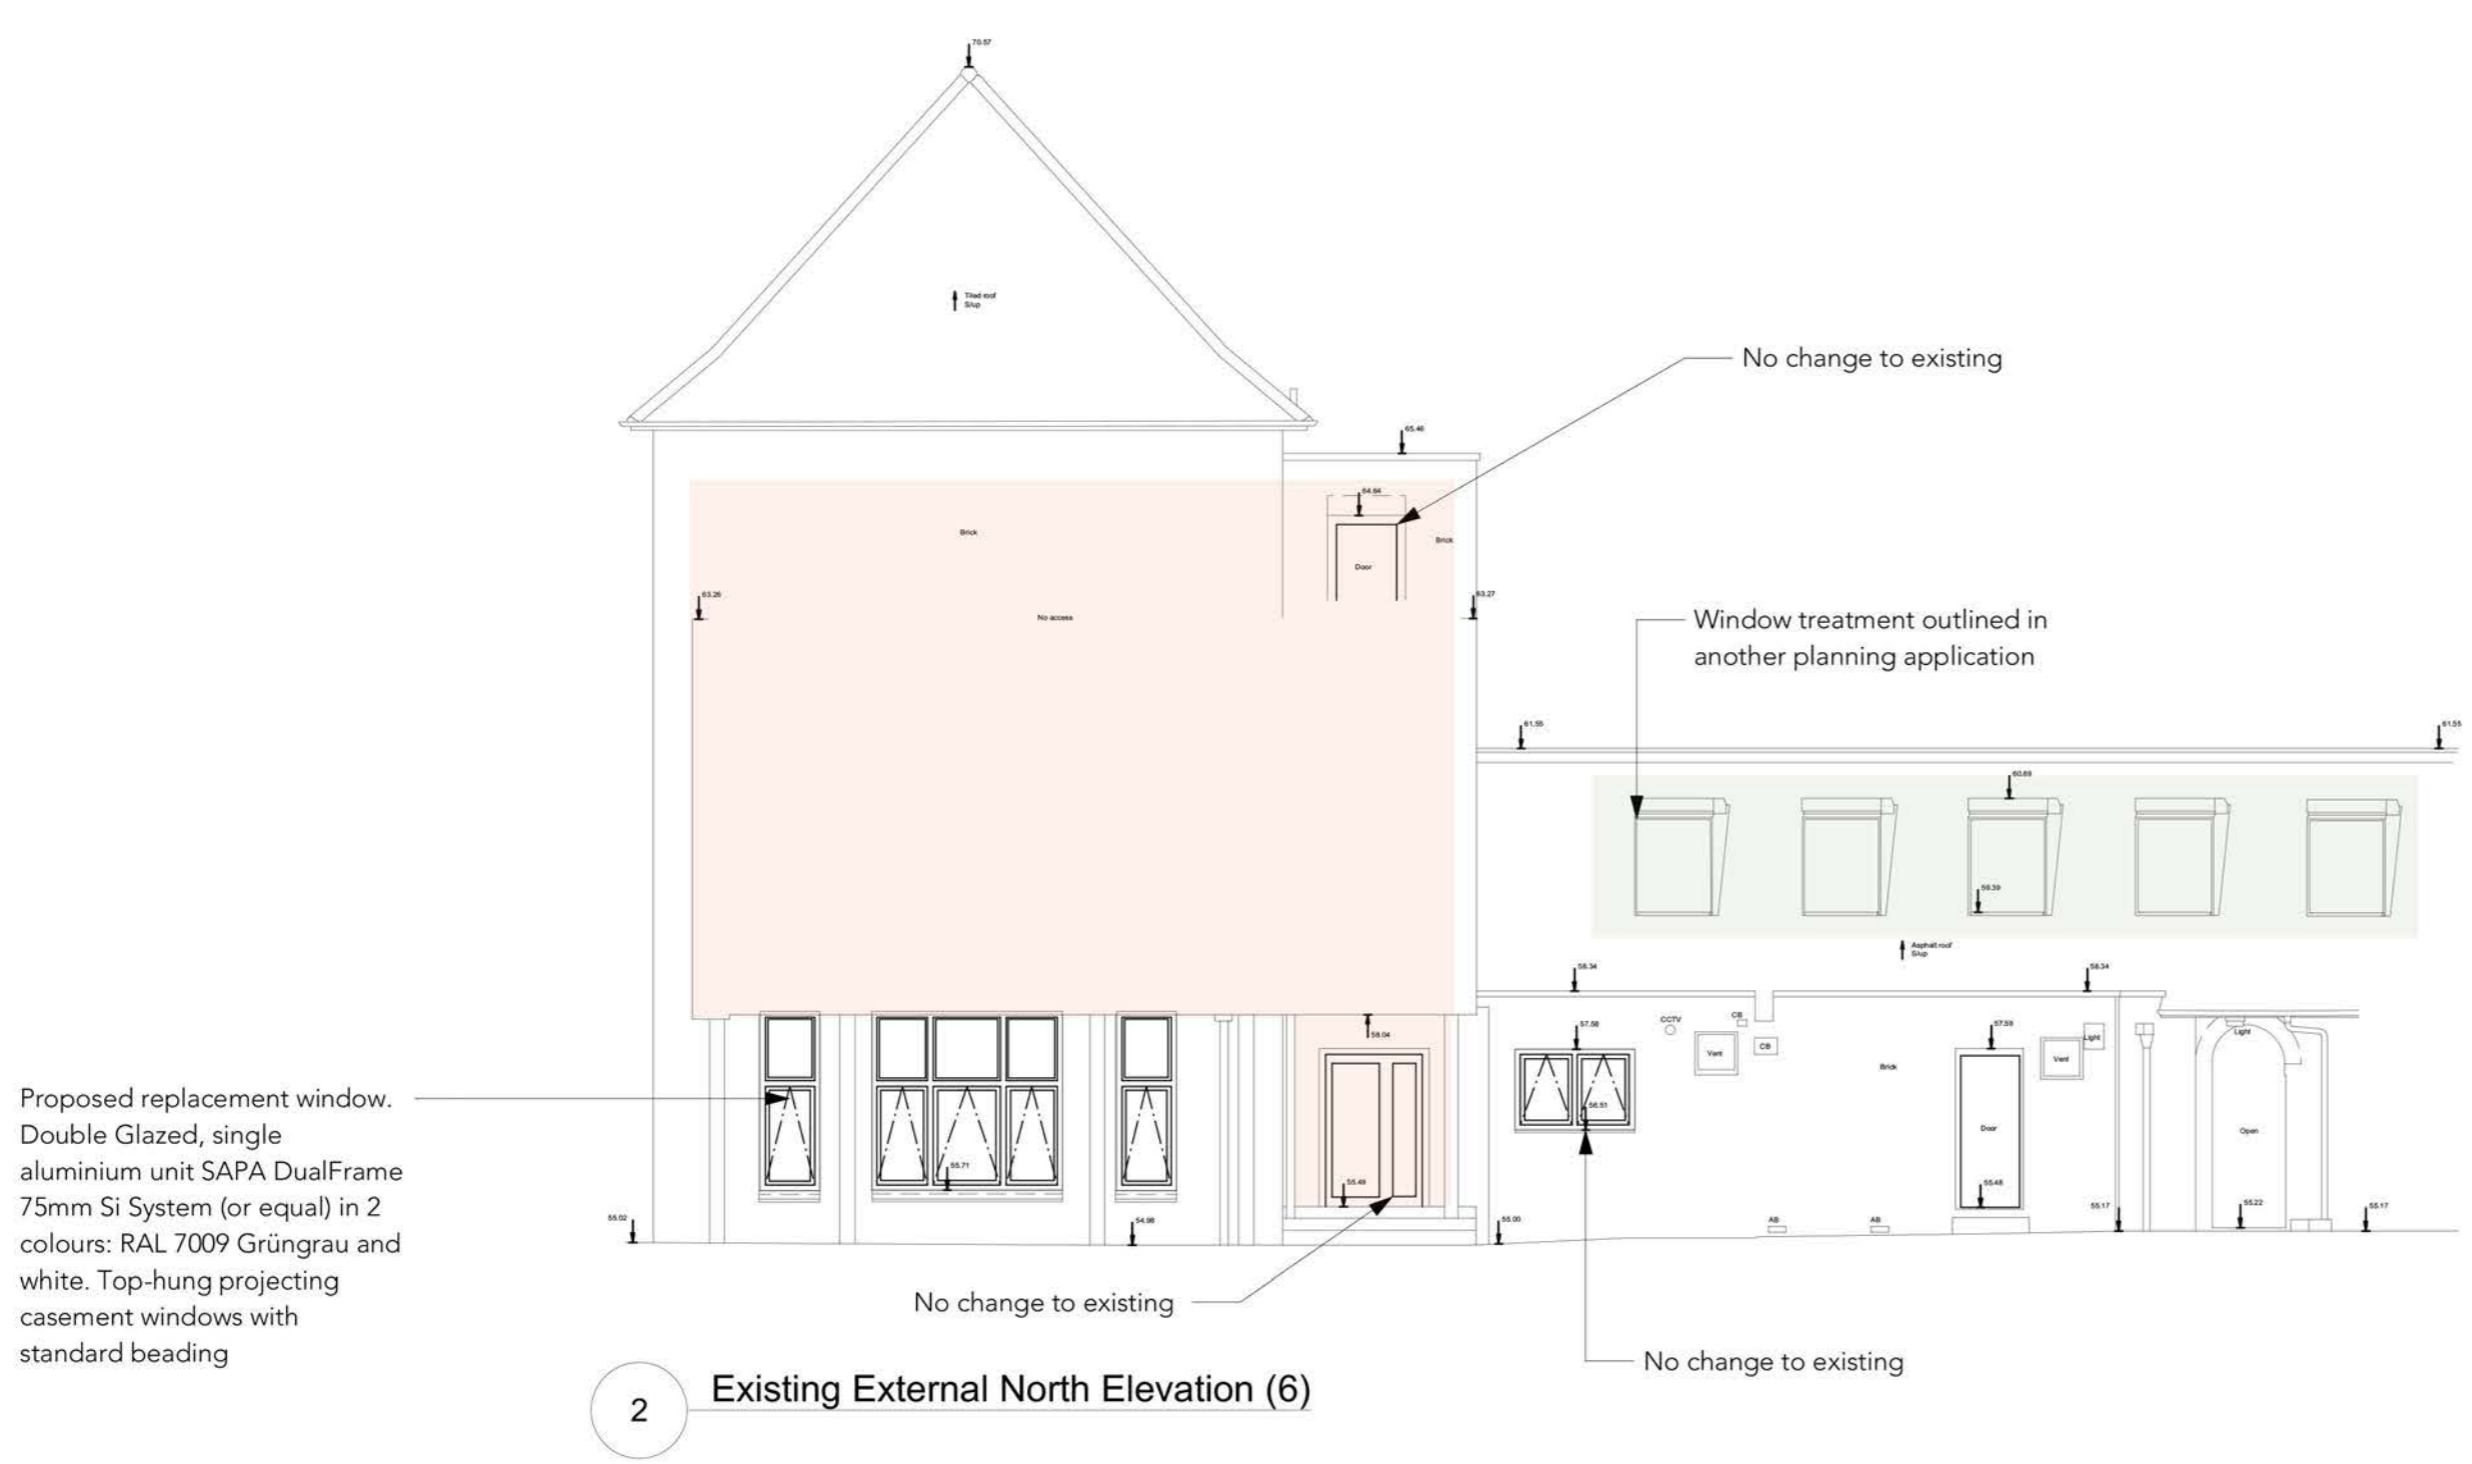 70.57
Tiled roof
S/up
No change to existing
65.46
64.64
Brick
Brick
Door
63.26
63.27
No access
Window treatment outlined in
another planning application
61.55
61.55
60.69
59.39
Asphalt roof
S/up
58.34
58.34
58.04
57.58
CCTV
CB
CB
Vent
57.59
Light
Vent
Light
Brick
56.51
Door
Open
Proposed replacement window.
Double Glazed, single
aluminium unit SAPA DualFrame
75mm Si System (or equal) in 2
colours: RAL 7009 Grüngrau and
white. Top-hung projecting
casement windows with
standard beading
55.71
55.49
55.48
55.22
55.17
55.17
55.02
54.98
55.00
AB
AB
No change to existing
No change to existing
2
Existing External North Elevation (6)